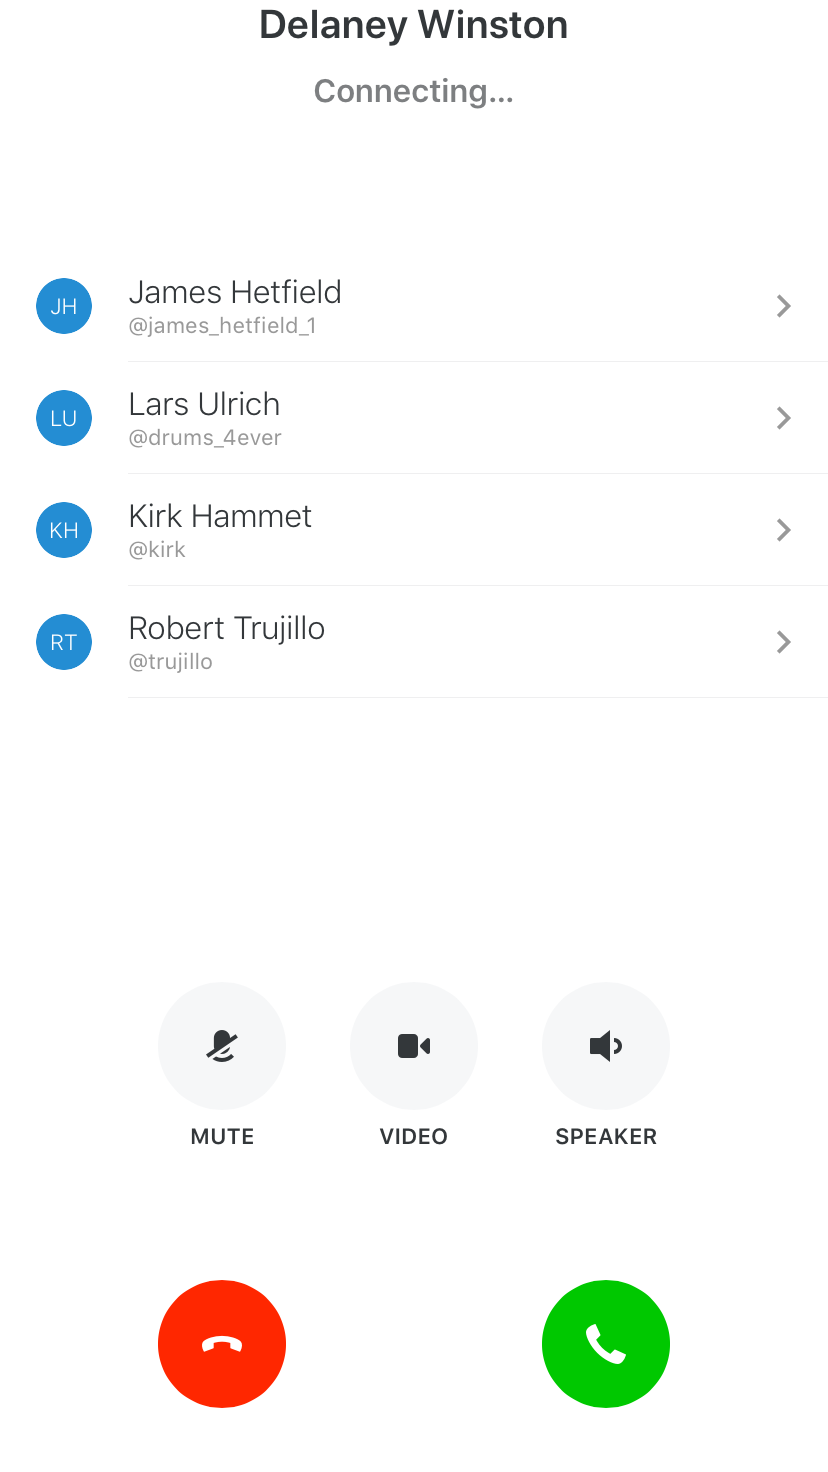 Delaney Winston
Connecting...
JH
James Hetfield
@james_hetfield_1
LU
Lars Ulrich
@drums_4ever
KH
Kirk Hammet
@kirk
RT
Robert Trujillo
@trujillo
MUTE
VIDEO
SPEAKER